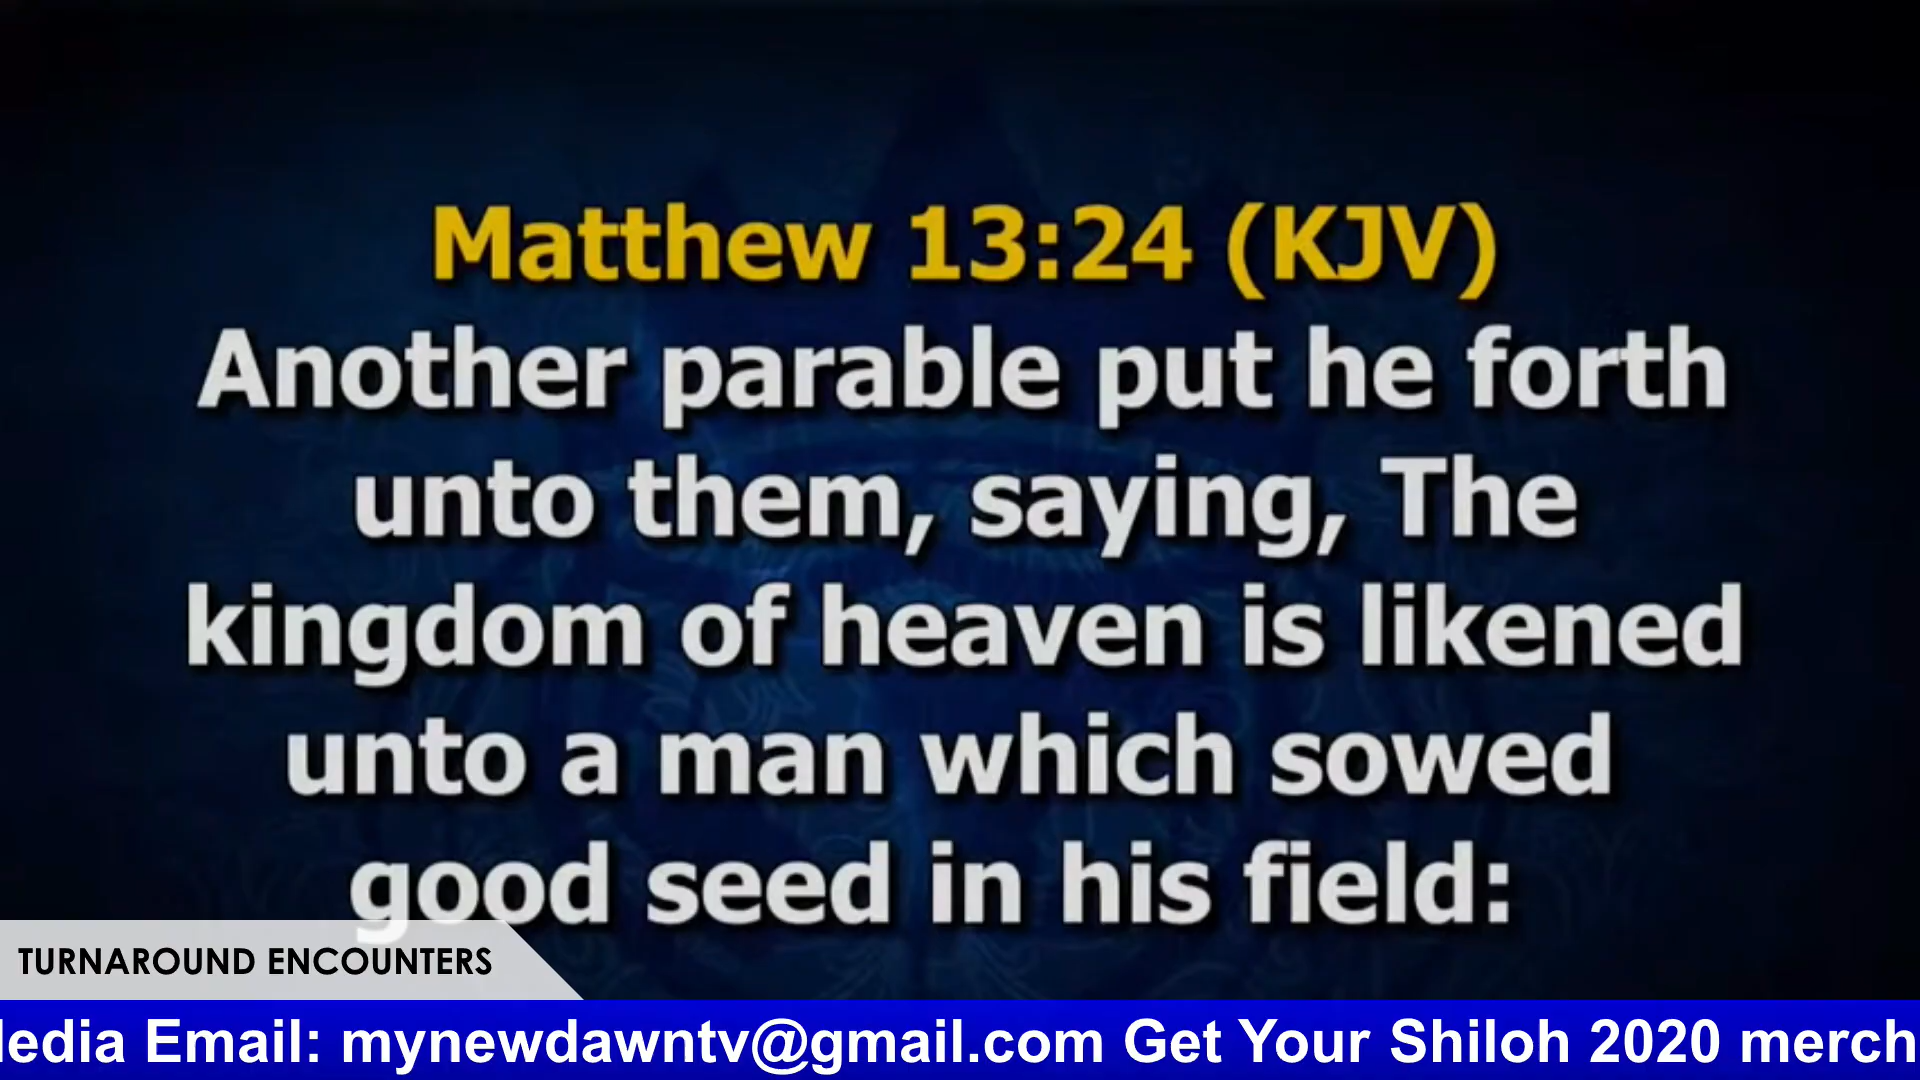 Matthew 13:24 (KJV)
Another parable put he forth
unto them, saying, The
kingdom of heaven is likened
unto a man which sowed
good seed in his field:
TURNAROUND ENCOUNTERS
Email: mynewdawntv@gmail.com Get Your Shiloh 2020 merch